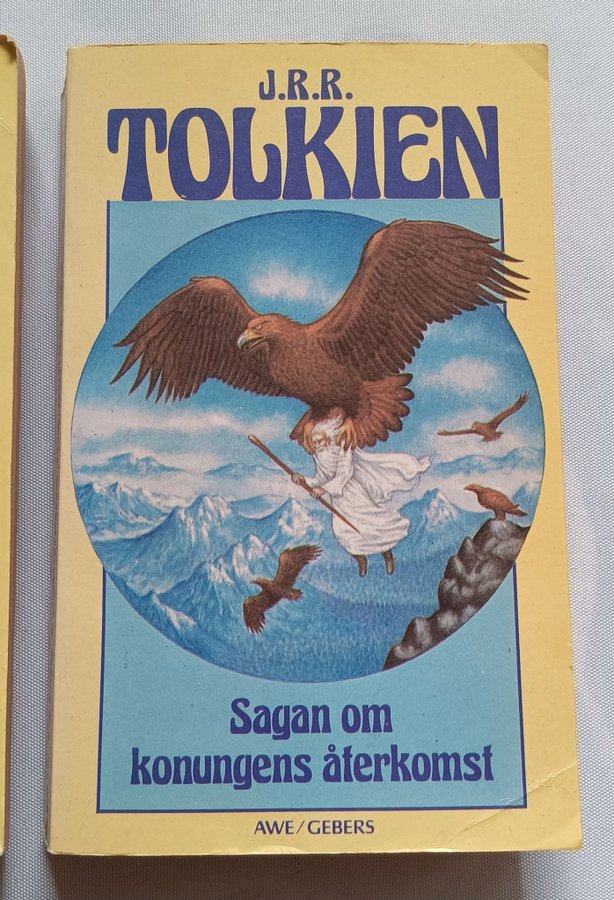 J.R.R.
TOLKIEN
Sagan om
konungens återkomst
AWE/GEBERS